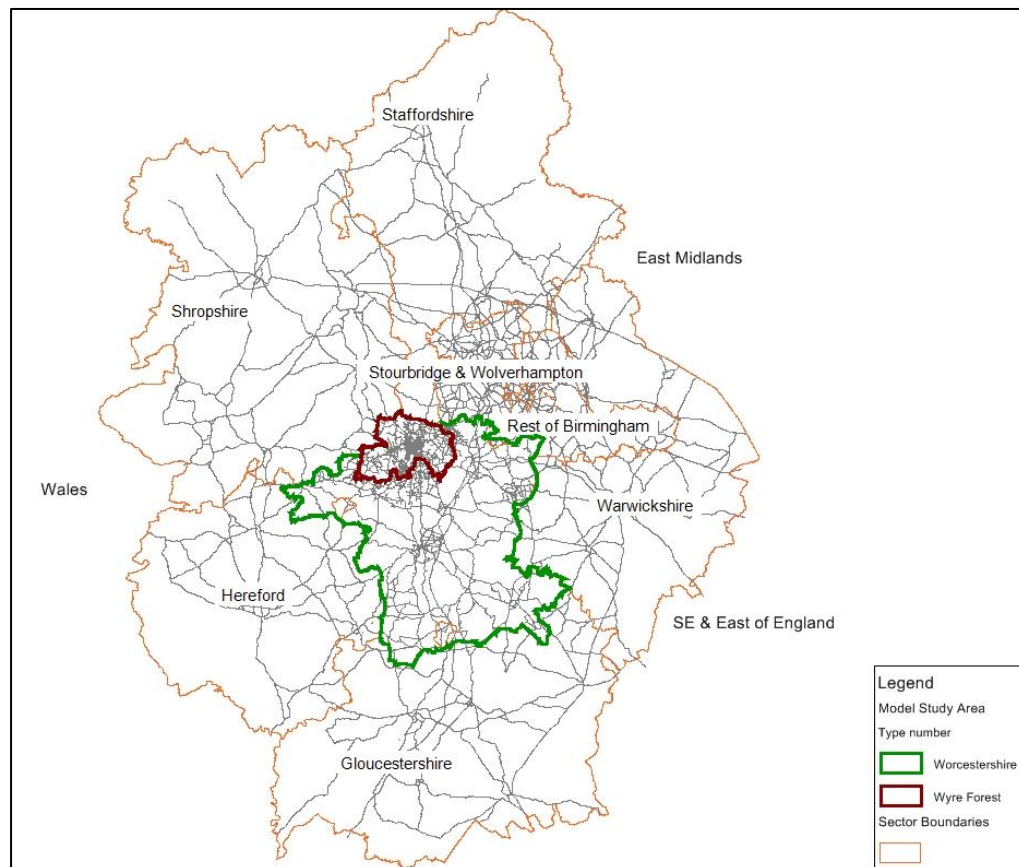 Staffordshire
East Midlands
Shropshire
Stourbridge & Wolverhampton
Rest of Birmingham
Wales
Warwickshire
Hereford
SE & East of England
Gloucestershire
Legend
Model Study Area
Type number
Worcestershire
Wyre Forest
Sector Boundaries